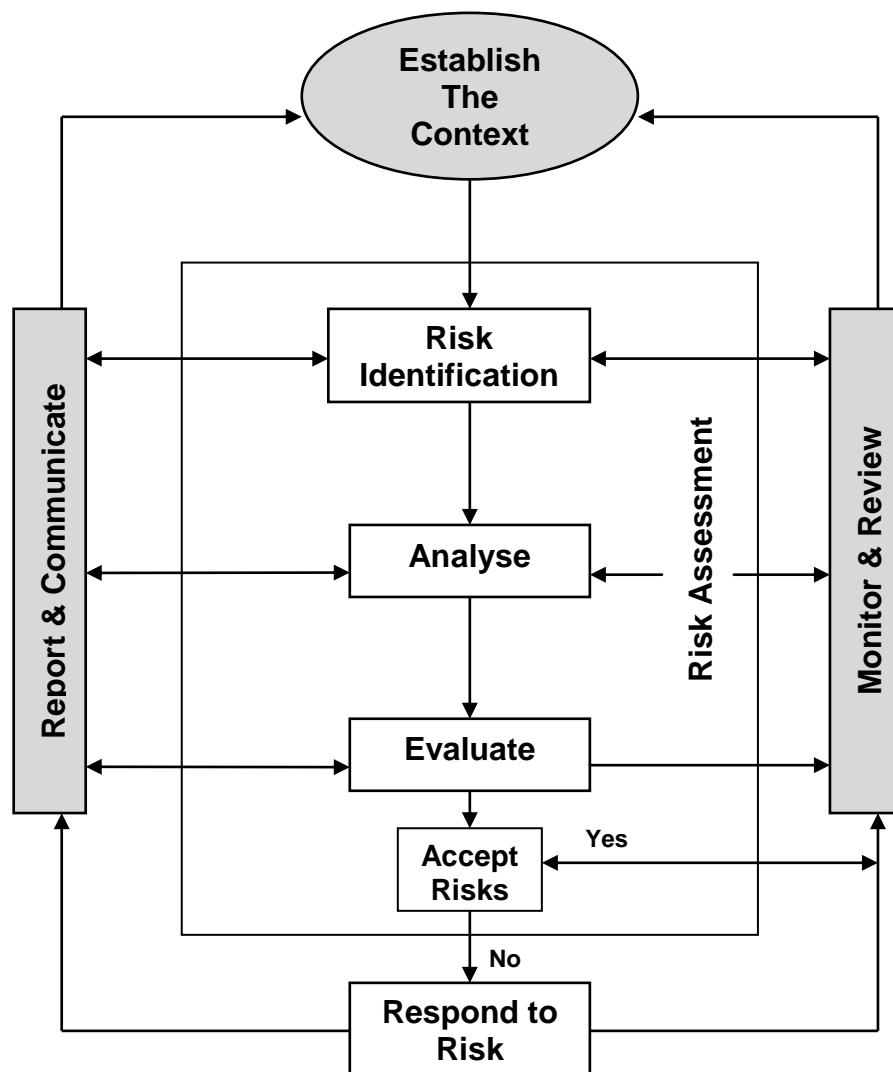 Establish
The
Context
Risk
Identification
Report & Communicate
Risk Assessment
Monitor & Review
Analyse
Evaluate
Accept
Risks
Yes
No
Respond to
Risk